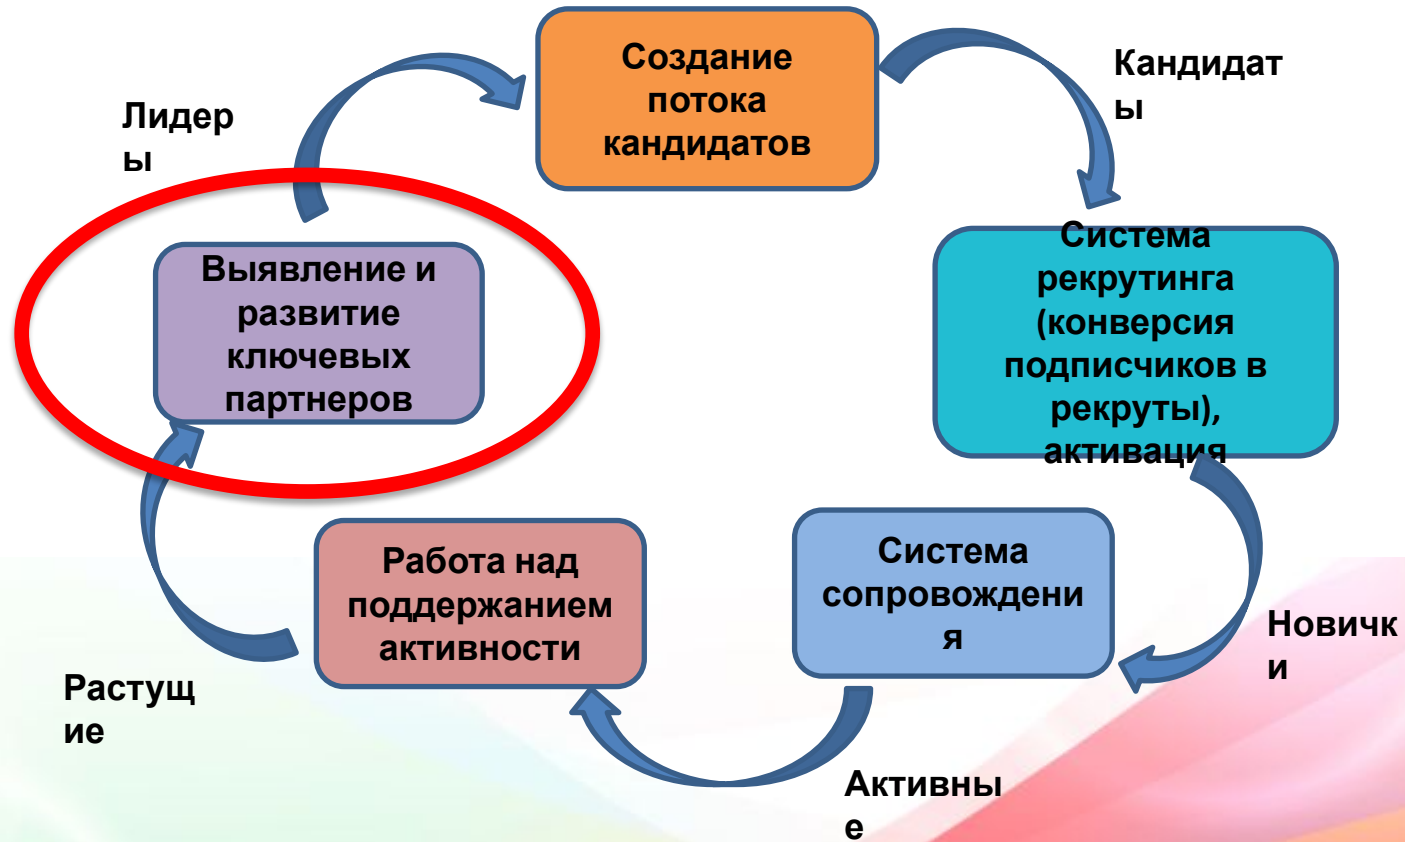 Создание
потока
кандидатов
Кандидат
ы
Система
рекрутинга
(конверсия
подписчиков в
рекруты),
активация
Новичк
и
Система
сопровождени
я
Активны
е
Работа над
поддержанием
активности
Растущ
ие
Выявление и
развитие
ключевых
партнеров
Лидер
ы